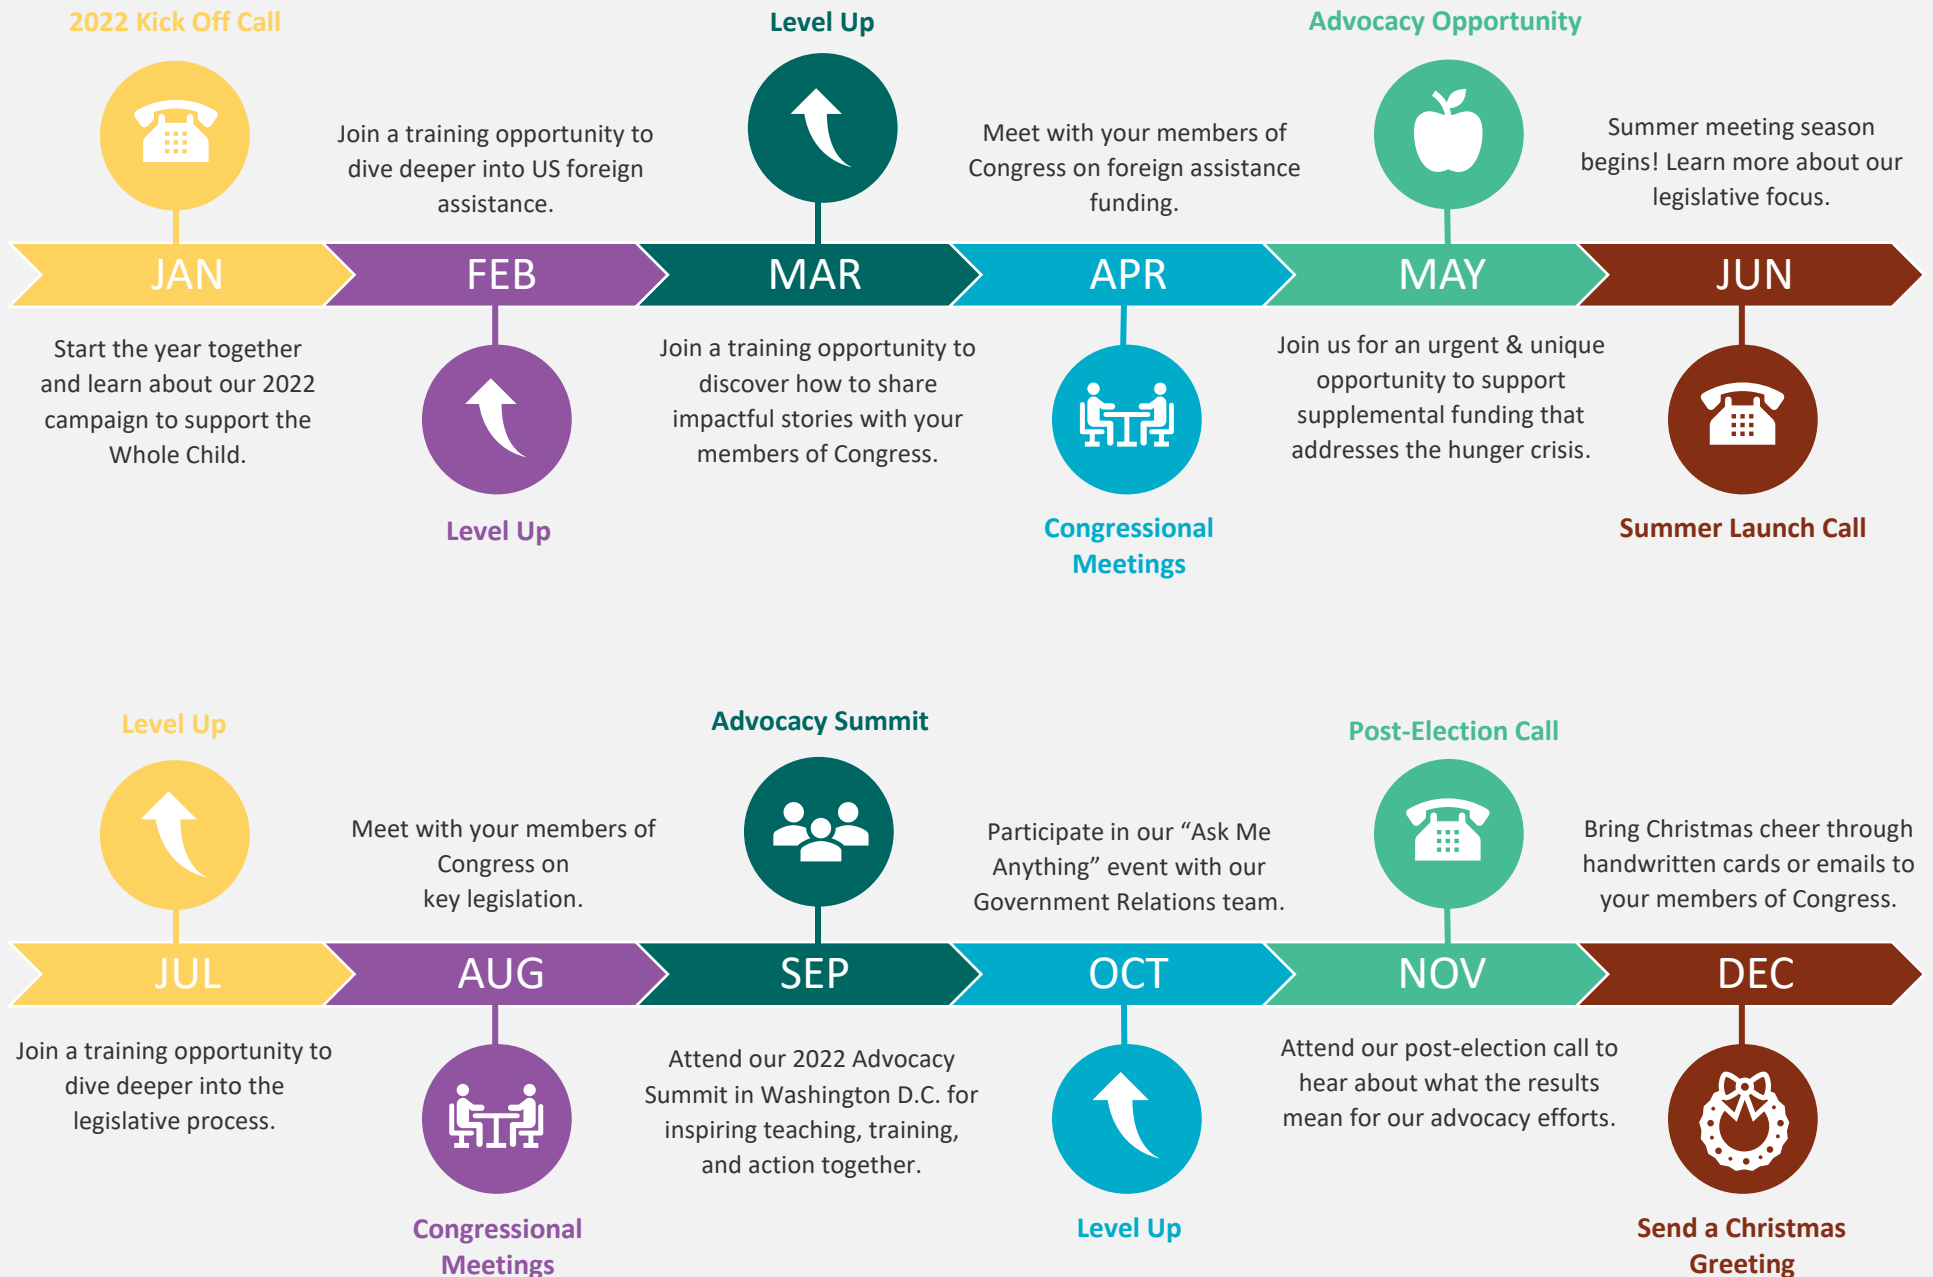 2022 Kick Off Call
JAN
Start the year together
and learn about our 2022
campaign to support the
Whole Child.
Join a training opportunity to
dive deeper into US foreign
assistance.
FEB
Level Up
Level Up
MAR
Join a training opportunity to
discover how to share
impactful stories with your
members of Congress.
Meet with your members of
Congress on foreign assistance
funding.
APR
Congressional
Meetings
Advocacy Opportunity
MAY
Join us for an urgent & unique
opportunity to support
supplemental funding that
addresses the hunger crisis.
Summer meeting season
begins! Learn more about our
legislative focus.
JUN
Summer Launch Call
Level Up
JUL
Join a training opportunity to
dive deeper into the
legislative process.
Meet with your members of
Congress on
key legislation.
AUG
Congressional
Meetings
Advocacy Summit
SEP
Attend our 2022 Advocacy
Summit in Washington D.C. for
inspiring teaching, training,
and action together.
Participate in our “Ask Me
Anything” event with our
Government Relations team.
OCT
Level Up
Post-Election Call
NOV
Attend our post-election call to
hear about what the results
mean for our advocacy efforts.
Bring Christmas cheer through
handwritten cards or emails to
your members of Congress.
DEC
Send a Christmas
Greeting